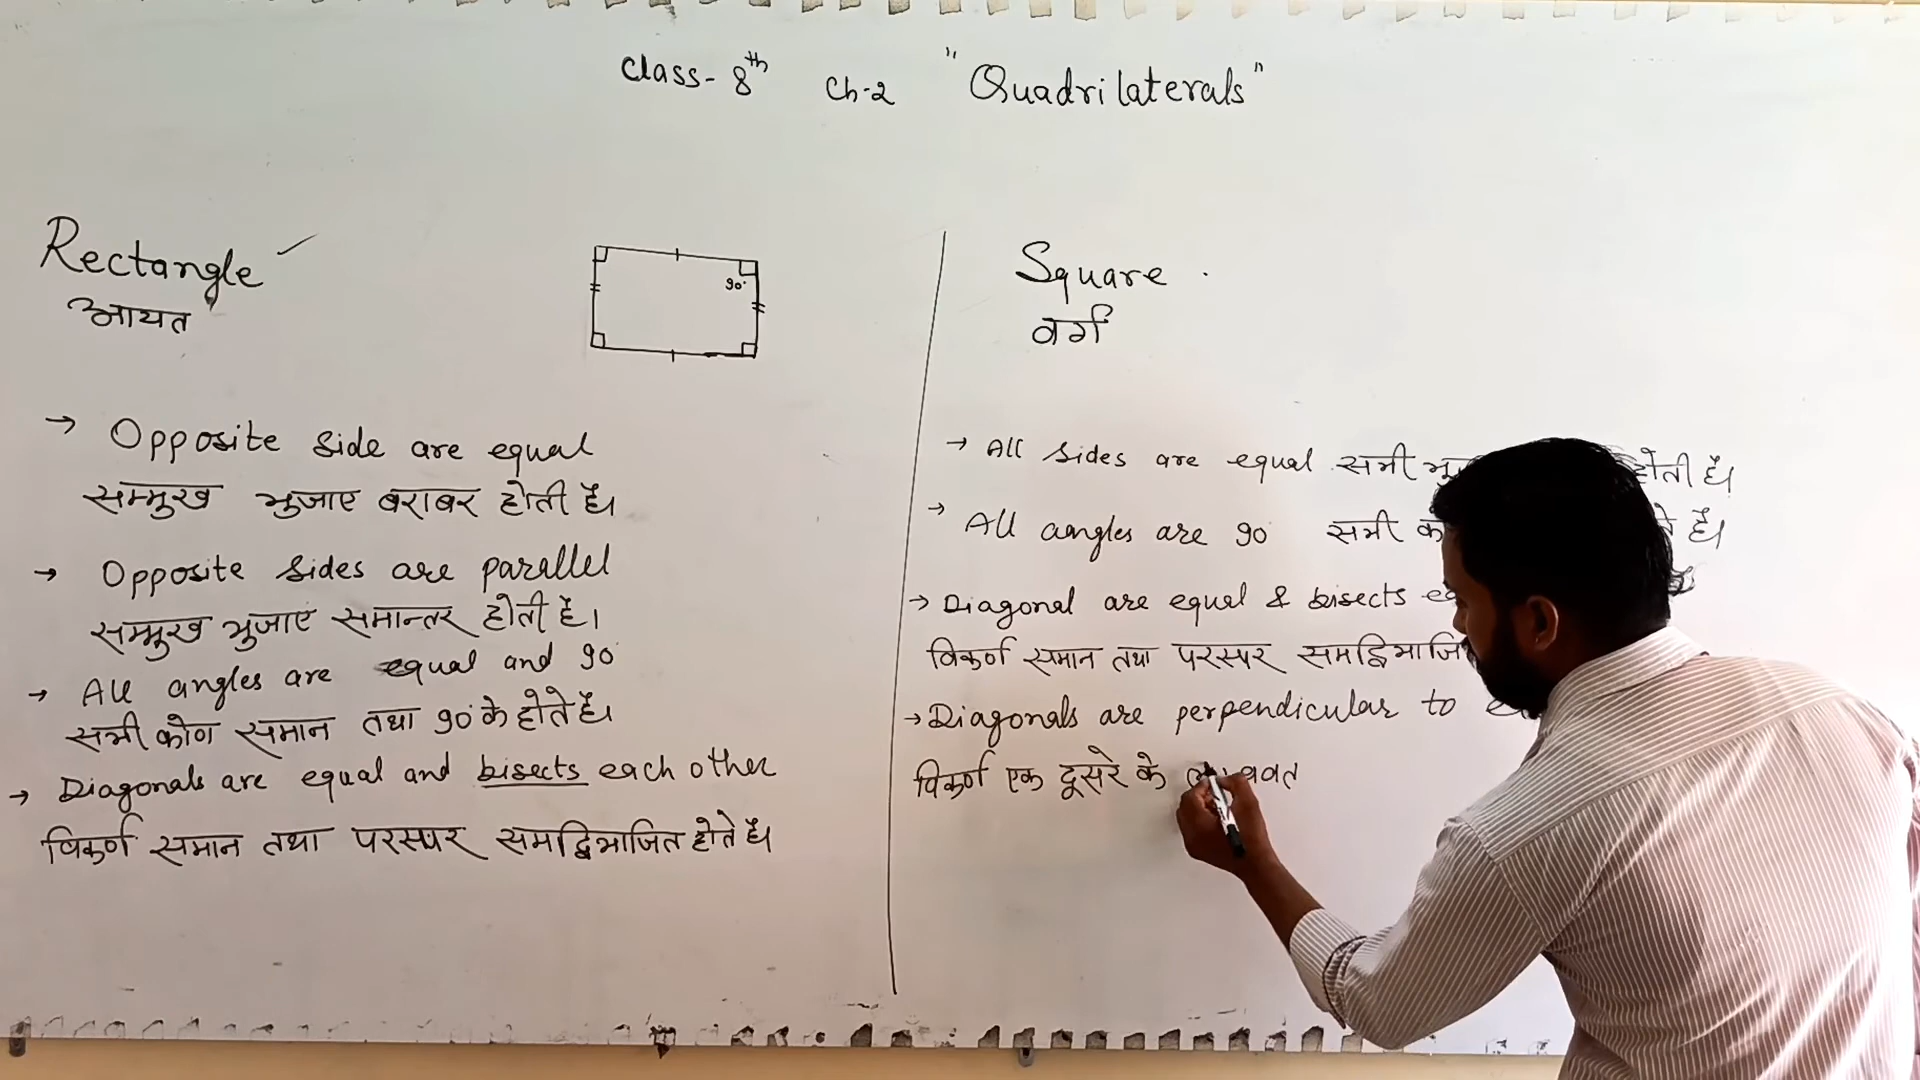 Class- 8th Ch-2 "Quadrilaterals"
Rectangle
आयत
90°
→ Opposite side are equal
सम्मुख भुजाए बराबर होती है।
→ Opposite sides are parallel
सम्मुख भुजाएं समान्तर होती है।
→ All angles are equal and 90°
सभी कोण समान तथा 90° के होते है।
→ Diagonals are equal and bisects each other
विकर्ण समान तथा परस्पर समद्विभाजित होते है।
Square
वर्ग
→ All sides are equal सभी होती है।
→ All angles are 90 सभी है।
→ Diagonal are equal & bisects
विकर्ण समान तथा परस्पर
→ Diagonals are perpendicular to
विकर्ण एक दूसरे के